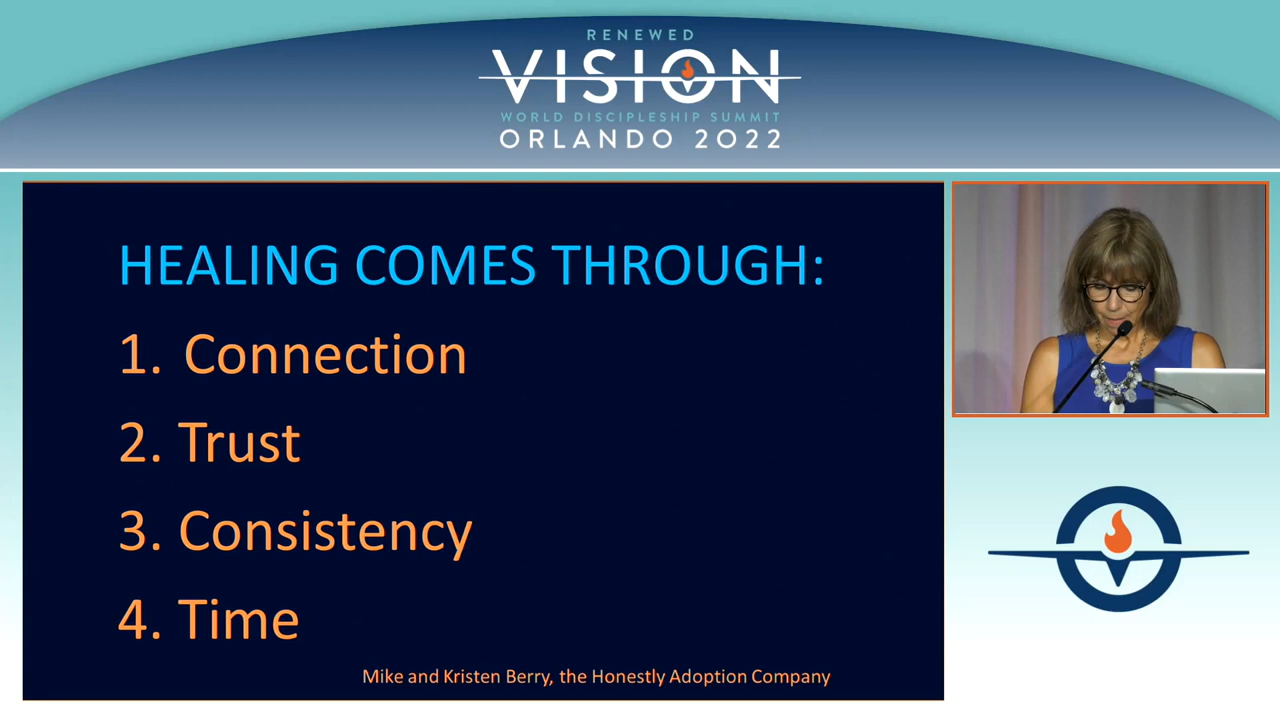 RENEWED
VISION
WORLD DISCIPLESHIP SUMMIT
ORLANDO 2022
HEALING COMES THROUGH:
1. Connection
2. Trust
3. Consistency
4. Time
Mike and Kristen Berry, the Honestly Adoption Company